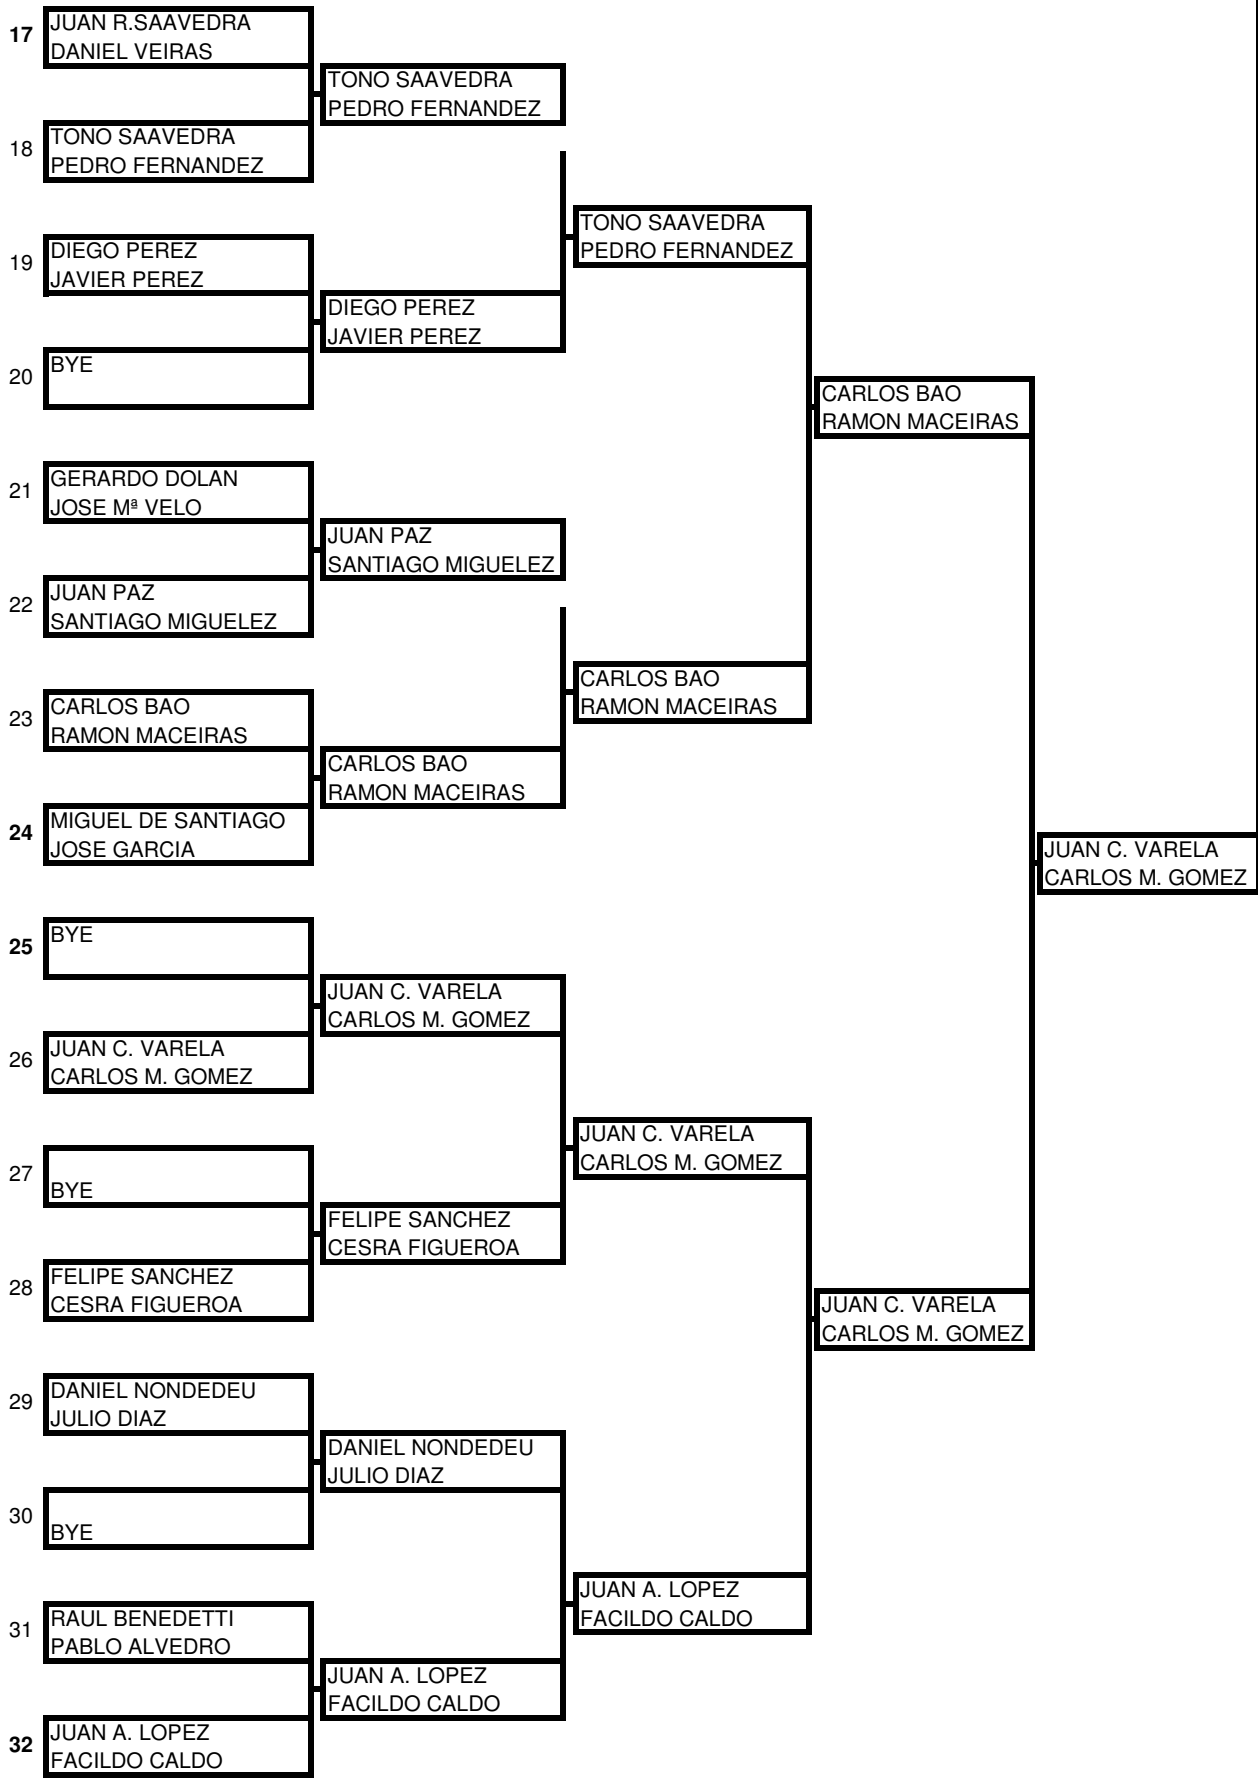 17
JUAN R.SAAVEDRA
DANIEL VEIRAS
TONO SAAVEDRA
PEDRO FERNANDEZ
18
TONO SAAVEDRA
PEDRO FERNANDEZ
TONO SAAVEDRA
PEDRO FERNANDEZ
19
DIEGO PEREZ
JAVIER PEREZ
DIEGO PEREZ
JAVIER PEREZ
20
BYE
CARLOS BAO
RAMON MACEIRAS
21
GERARDO DOLAN
JOSE Mª VELO
JUAN PAZ
SANTIAGO MIGUELEZ
22
JUAN PAZ
SANTIAGO MIGUELEZ
CARLOS BAO
RAMON MACEIRAS
23
CARLOS BAO
RAMON MACEIRAS
CARLOS BAO
RAMON MACEIRAS
24
MIGUEL DE SANTIAGO
JOSE GARCIA
JUAN C. VARELA
CARLOS M. GOMEZ
25
BYE
JUAN C. VARELA
CARLOS M. GOMEZ
26
JUAN C. VARELA
CARLOS M. GOMEZ
JUAN C. VARELA
CARLOS M. GOMEZ
27
BYE
FELIPE SANCHEZ
CESRA FIGUEROA
28
FELIPE SANCHEZ
CESRA FIGUEROA
JUAN C. VARELA
CARLOS M. GOMEZ
29
DANIEL NONDEDEU
JULIO DIAZ
DANIEL NONDEDEU
JULIO DIAZ
30
BYE
JUAN A. LOPEZ
FACILDO CALDO
31
RAUL BENEDETTI
PABLO ALVEDRO
JUAN A. LOPEZ
FACILDO CALDO
32
JUAN A. LOPEZ
FACILDO CALDO